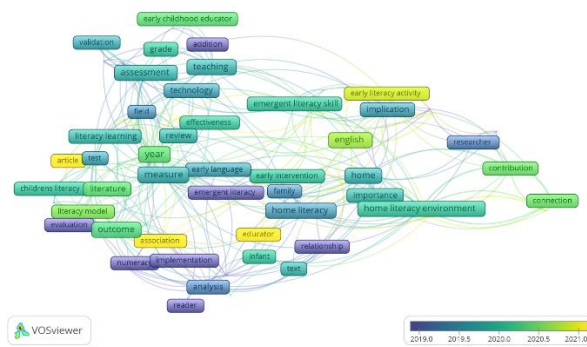 early childhood educator
validation
grade
addition
assessment
teaching
technology
early literacy activity
emergent literacy skill
implication
field
effectiveness
literacy learning
review
english
researcher
year
article
test
measure
early language
early intervention
home
contribution
childrens literacy
literature
emergent literacy
family
importance
connection
literacy model
home literacy
home literacy environment
evaluation
outcome
association
educator
relationship
numeracy
implementation
infant
text
analysis
reader
VOSviewer
2019.0 2019.5 2020.0 2020.5 2021.0